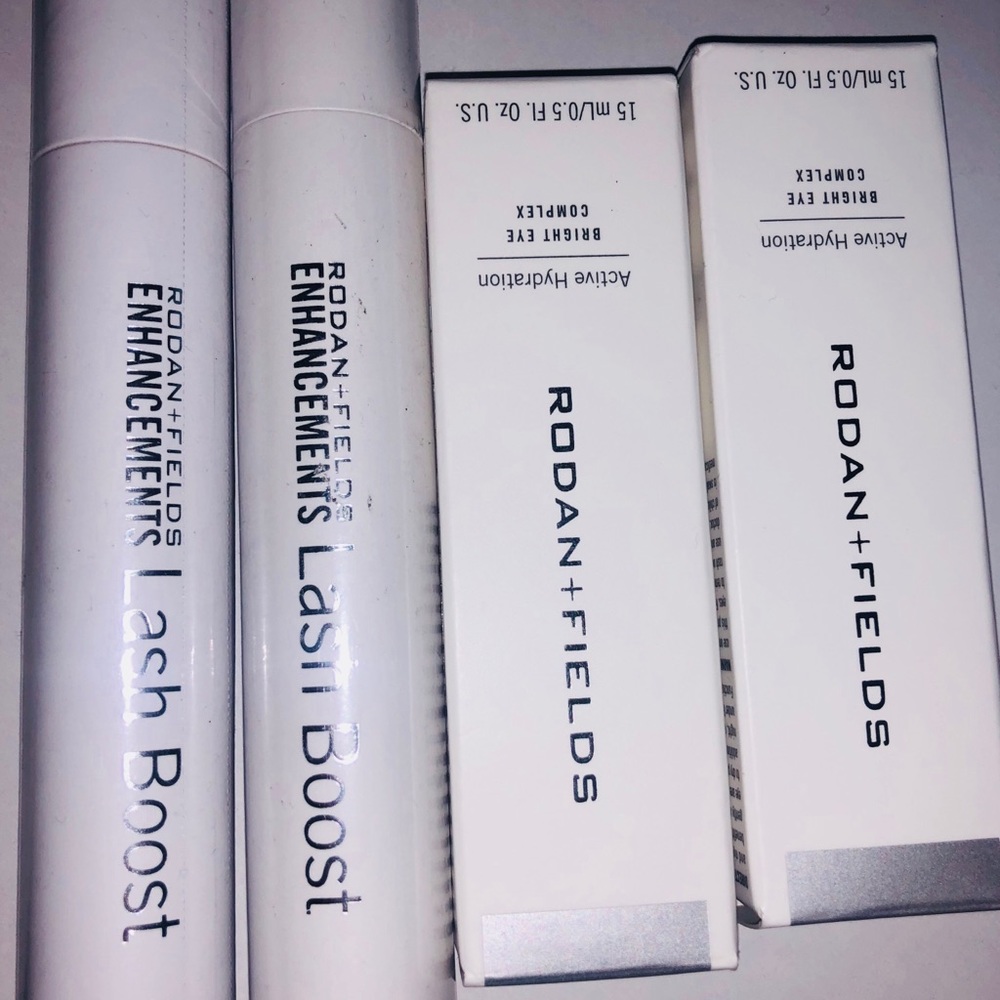 RODAN+FIELDS
ENHANCEMENTS Lash Boost
RODAN+FIELDS
ENHANCEMENTS Lash Boost
RODAN+FIELDS
Active Hydration
BRIGHT EYE
COMPLEX
15 mL/0.5 Fl. Oz. U.S.
RODAN+FIELDS
Active Hydration
BRIGHT EYE
COMPLEX
15 mL/0.5 Fl. Oz. U.S.